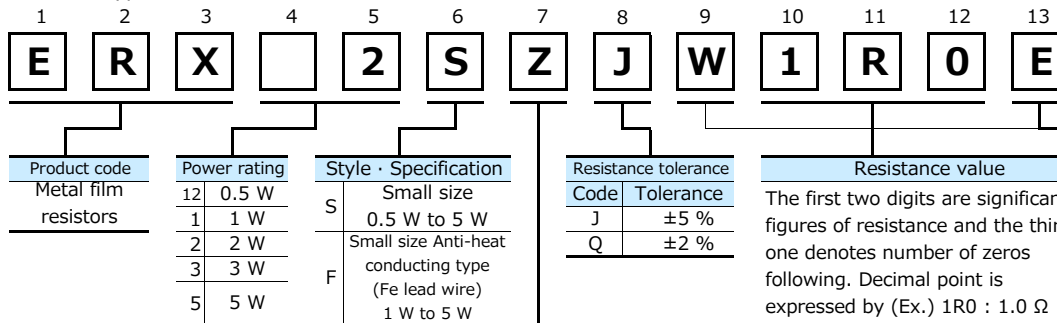 1 2 3 4 5 6 7 8 9 10 11 12 13
E R X 2 S Z J W 1 R 0 E
Product code
Metal film
resistors
Power rating
12 0.5 W
1 1 W
2 2 W
3 3 W
5 5 W
Style · Specification
S Small size
0.5 W to 5 W
F Small size Anti-heat
conducting type
(Fe lead wire)
1 W to 5 W
Resistance tolerance
Code Tolerance
J ±5 %
Q ±2 %
Resistance value
The first two digits are significan
figures of resistance and the thir
one denotes number of zeros
following. Decimal point is
expressed by (Ex.) 1R0 : 1.0 Ω